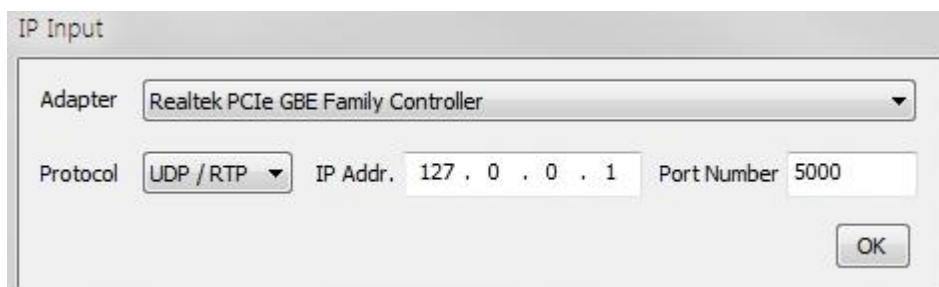 IP Input
Adapter Realtek PCIe GBE Family Controller
Protocol UDP / RTP IP Addr. 127 . 0 . 0 . 1 Port Number 5000
OK